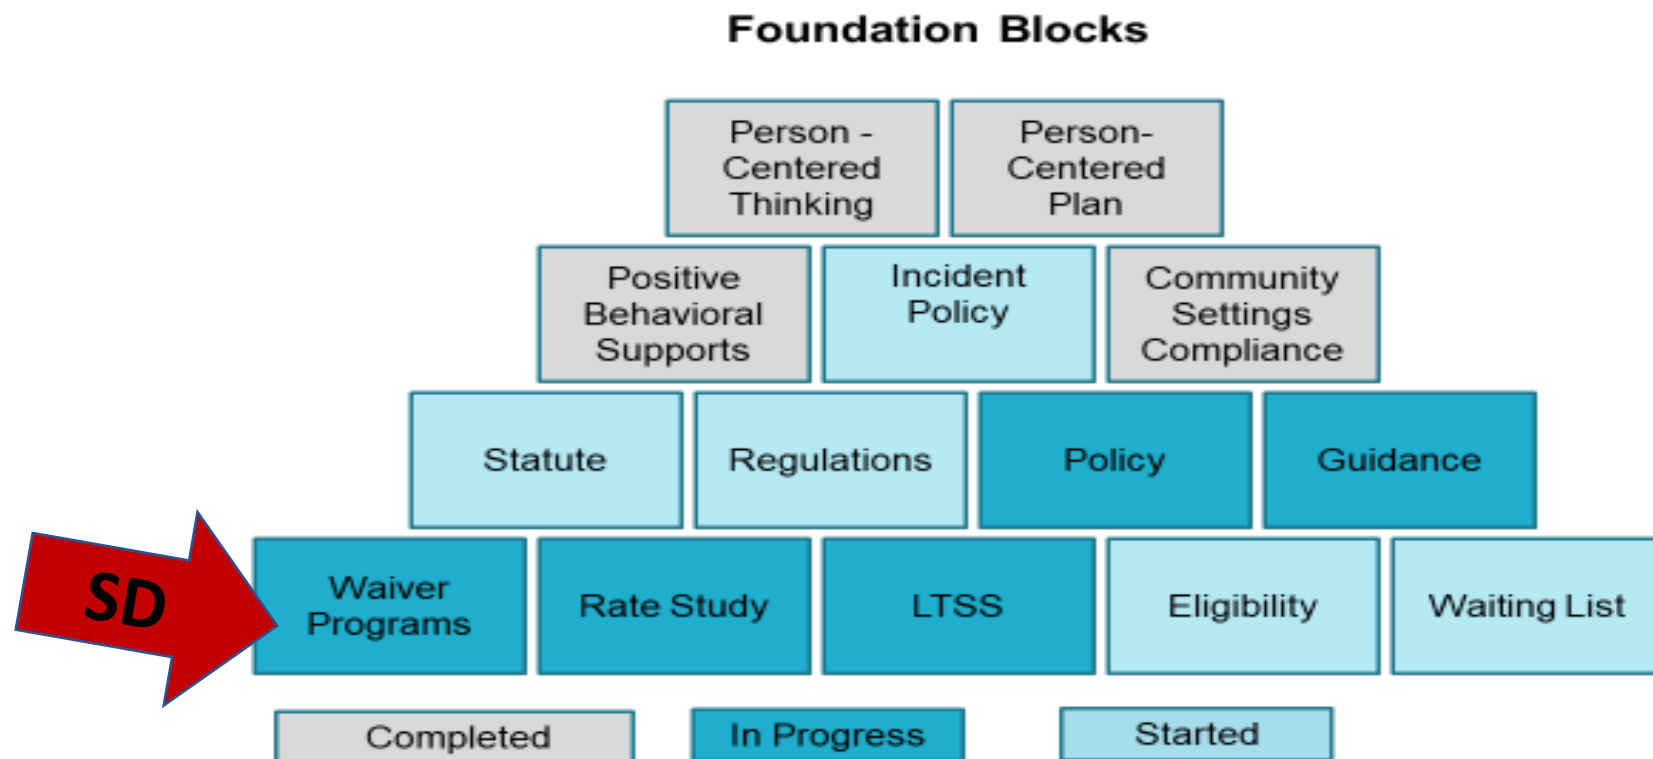 Foundation Blocks
Person -
Centered
Thinking
Person-
Centered
Plan
Positive
Behavioral
Supports
Incident
Policy
Community
Settings
Compliance
Statute
Regulations
Policy
Guidance
SD
Waiver
Programs
Rate Study
LTSS
Eligibility
Waiting List
Completed
In Progress
Started